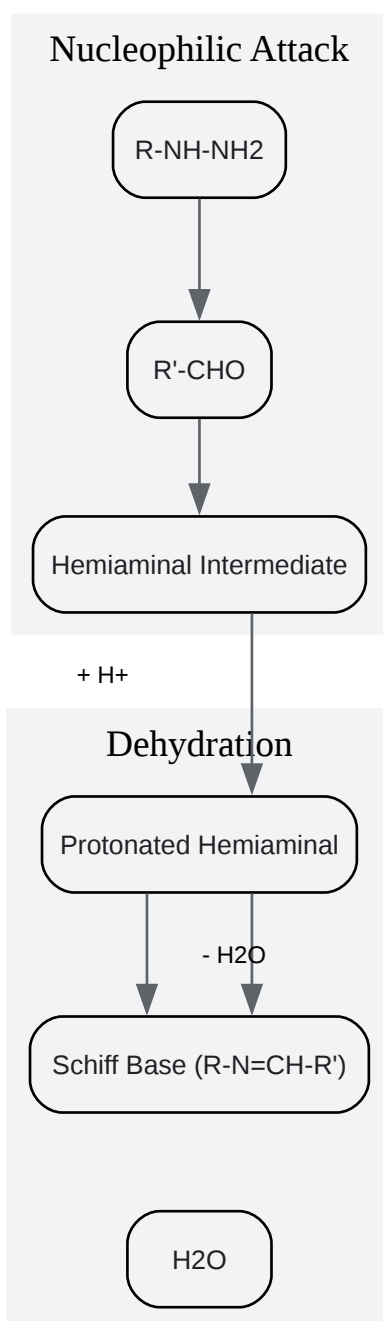 Nucleophilic Attack
R-NH-NH2
R'-CHO
Hemiaminal Intermediate
+ H+
Dehydration
Protonated Hemiaminal
- H2O
Schiff Base (R-N=CH-R')
H2O